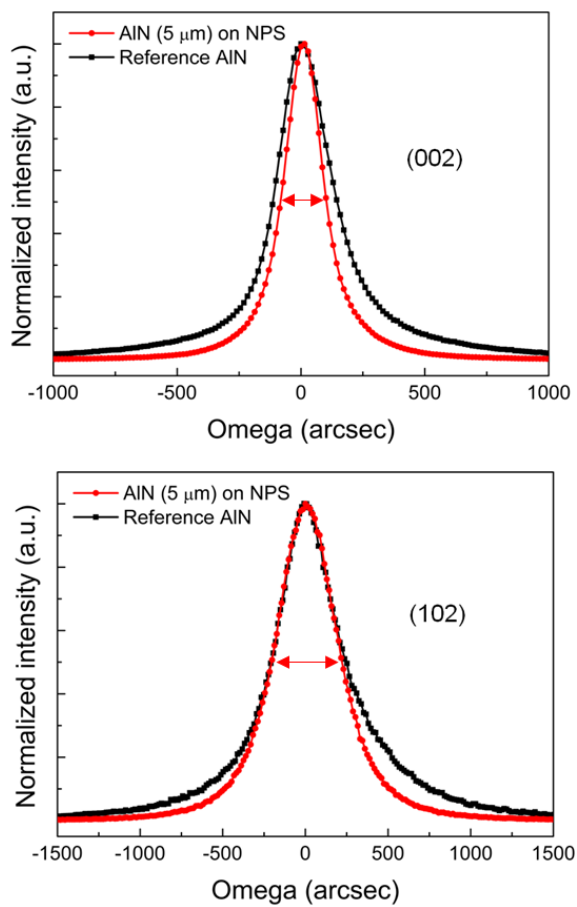 AlN (5 μm) on NPS
Reference AlN
(002)
Normalized intensity (a.u.)
-1000 -500 0 500 1000
Omega (arcsec)
AlN (5 μm) on NPS
Reference AlN
(102)
Normalized intensity (a.u.)
-1500 -1000 -500 0 500 1000 1500
Omega (arcsec)